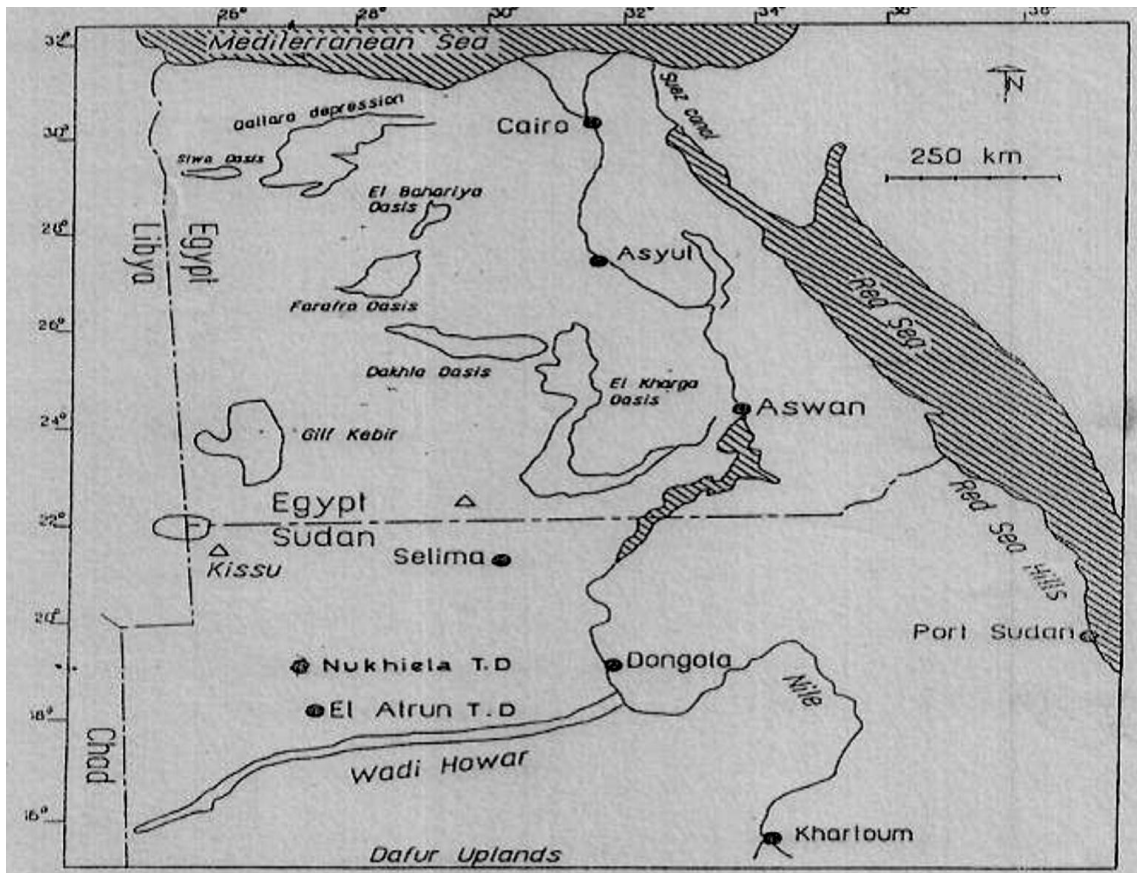 26° 28° 30° 32° 34° 36° 38°
32°
Mediterranean Sea
Suez canal
N
Qattara depression
30°
Cairo
250 km
Siwa Oasis
El Bahariya
Oasis
28°
Libya
Egypt
Asyut
Red Sea
Farafra Oasis
26°
Dakhla Oasis
El Kharga
Oasis
Aswan
24°
Gilf Kebir
Egypt
22°
Sudan
Selima
Kissu
Red Sea Hills
20°
Port Sudan
Nukhiela T.D
Dongola
Nile
El Atrun T.D
18°
Chad
Wadi Howar
16°
Khartoum
Dafur Uplands